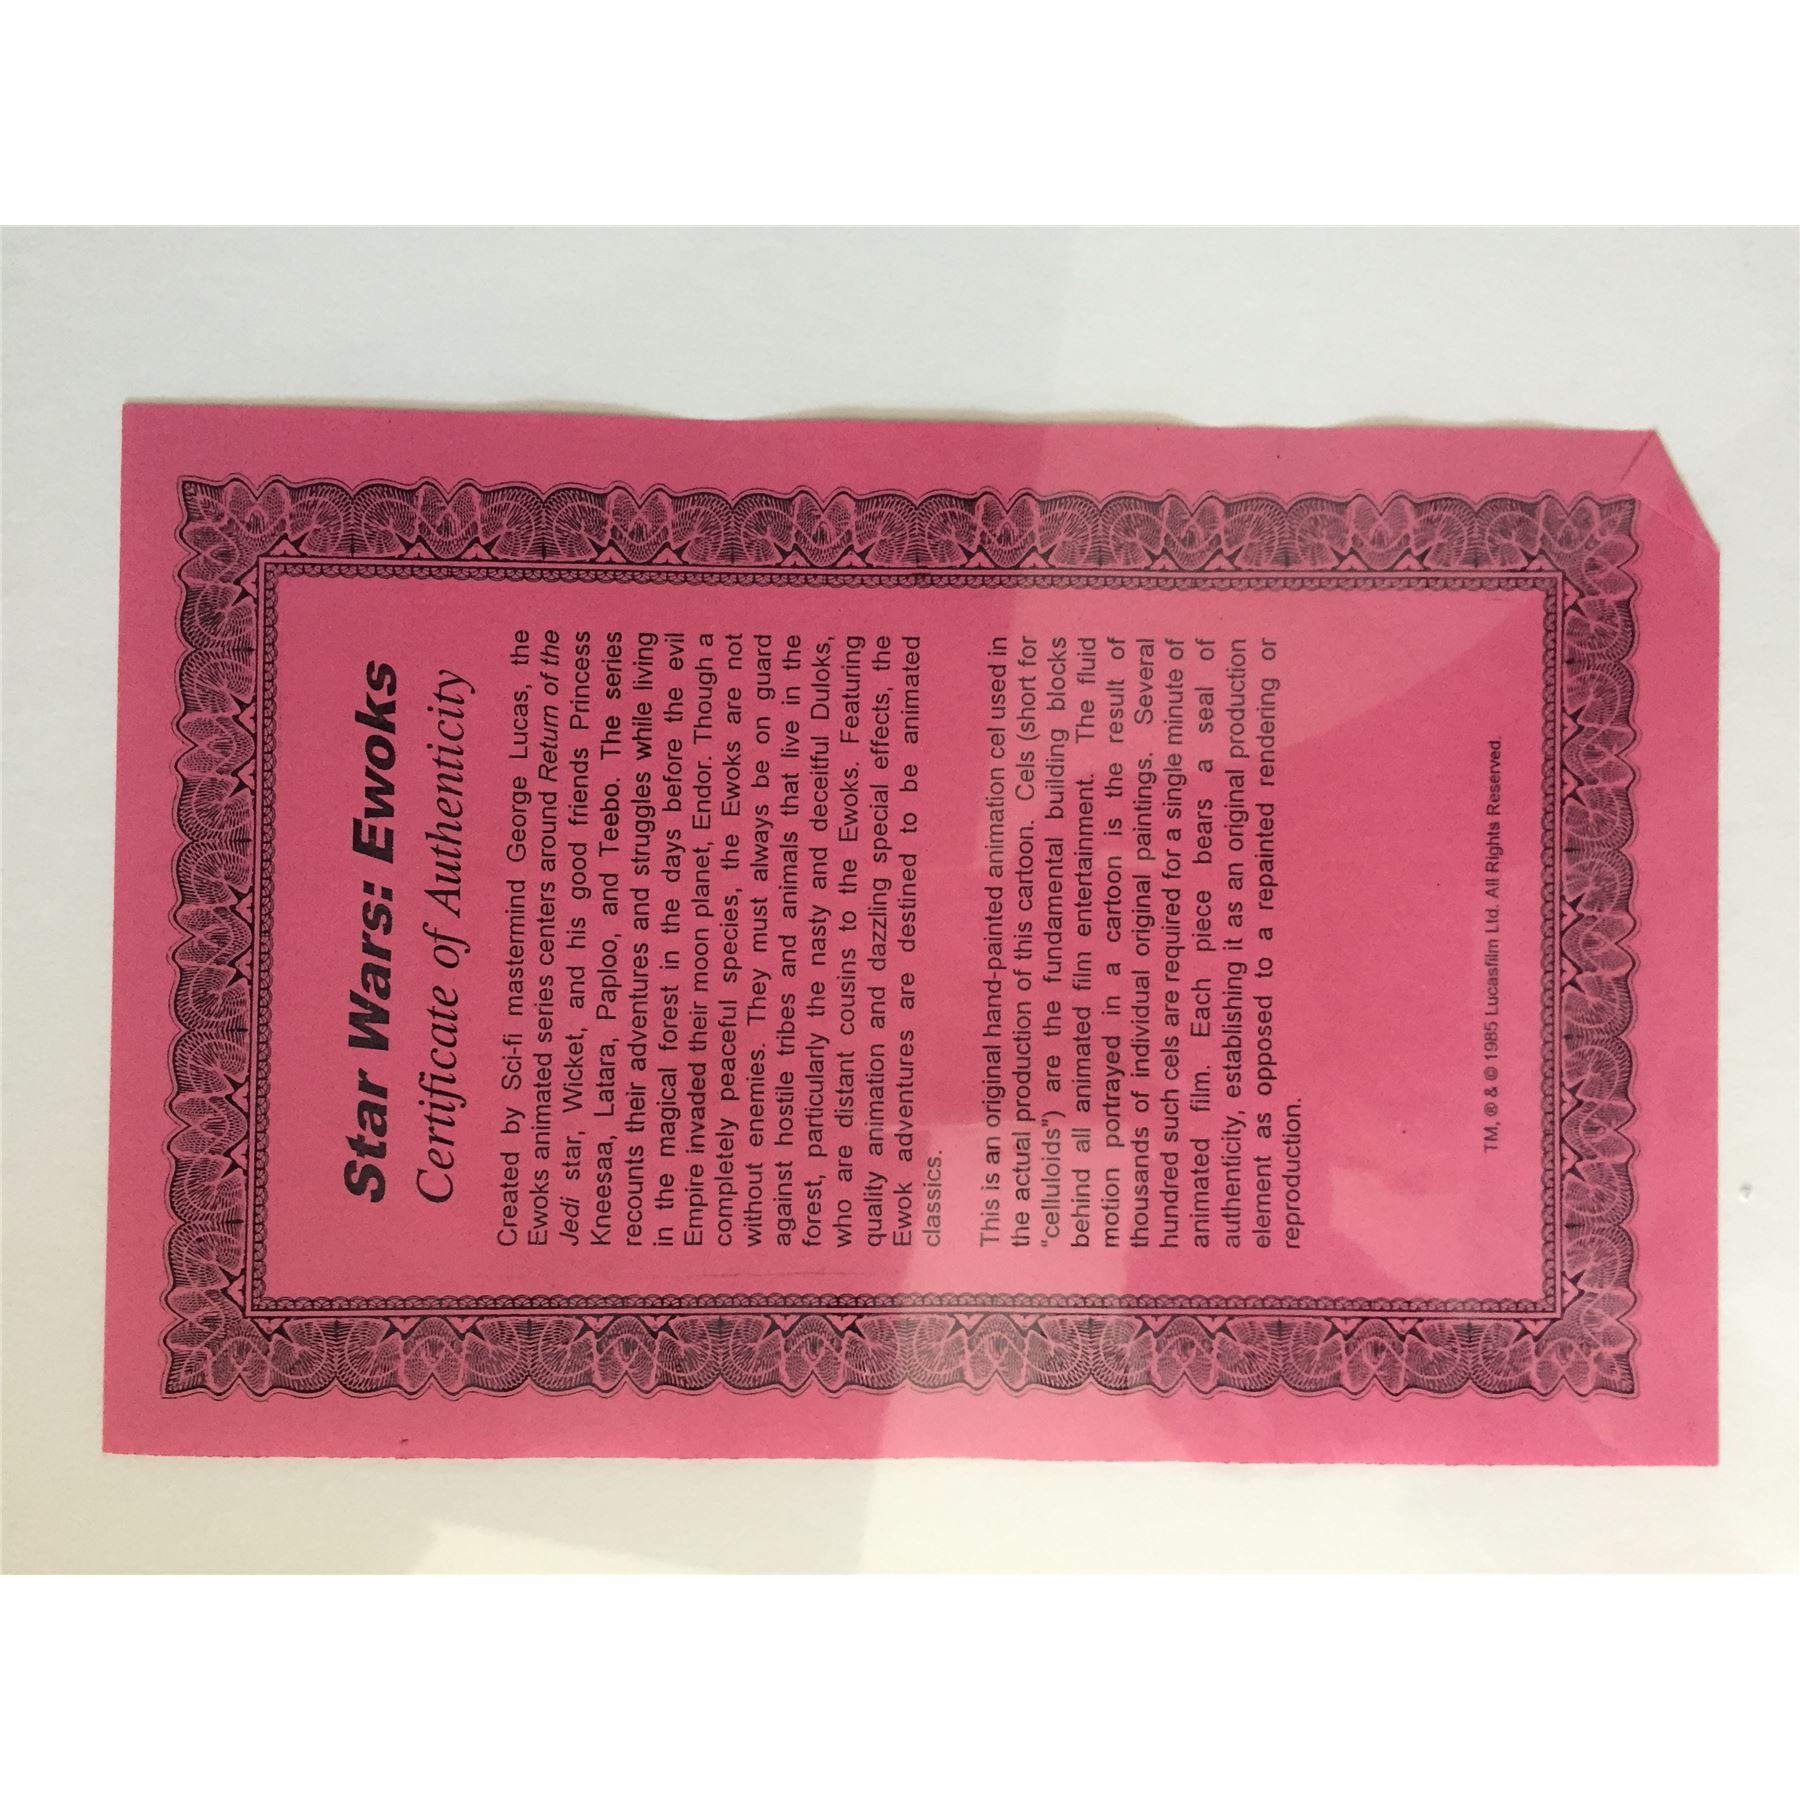 Star Wars: Ewoks
Certificate of Authenticity
Created by Sci-fi mastermind George Lucas, the
Ewoks animated series centers around Return of the
Jedi star, Wicket, and his good friends Princess
Kneesaa, Latara, Paploo, and Teebo. The series
recounts their adventures and struggles while living
in the magical forest in the days before the evil
Empire invaded their moon planet, Endor. Though a
completely peaceful species, the Ewoks are not
without enemies. They must always be on guard
against hostile tribes and animals that live in the
forest, particularly the nasty and deceitful Duloks,
who are distant cousins to the Ewoks. Featuring
quality animation and dazzling special effects, the
Ewok adventures are destined to be animated
classics.
This is an original hand-painted animation cel used in
the actual production of this cartoon. Cels (short for
"celluloids") are the fundamental building blocks
behind all animated film entertainment. The fluid
motion portrayed in a cartoon is the result of
thousands of individual original paintings. Several
hundred such cels are required for a single minute of
animated film. Each piece bears a seal of
authenticity, establishing it as an original production
element as opposed to a repainted rendering or
reproduction.
TM, ® & © 1985 Lucasfilm Ltd. All Rights Reserved.